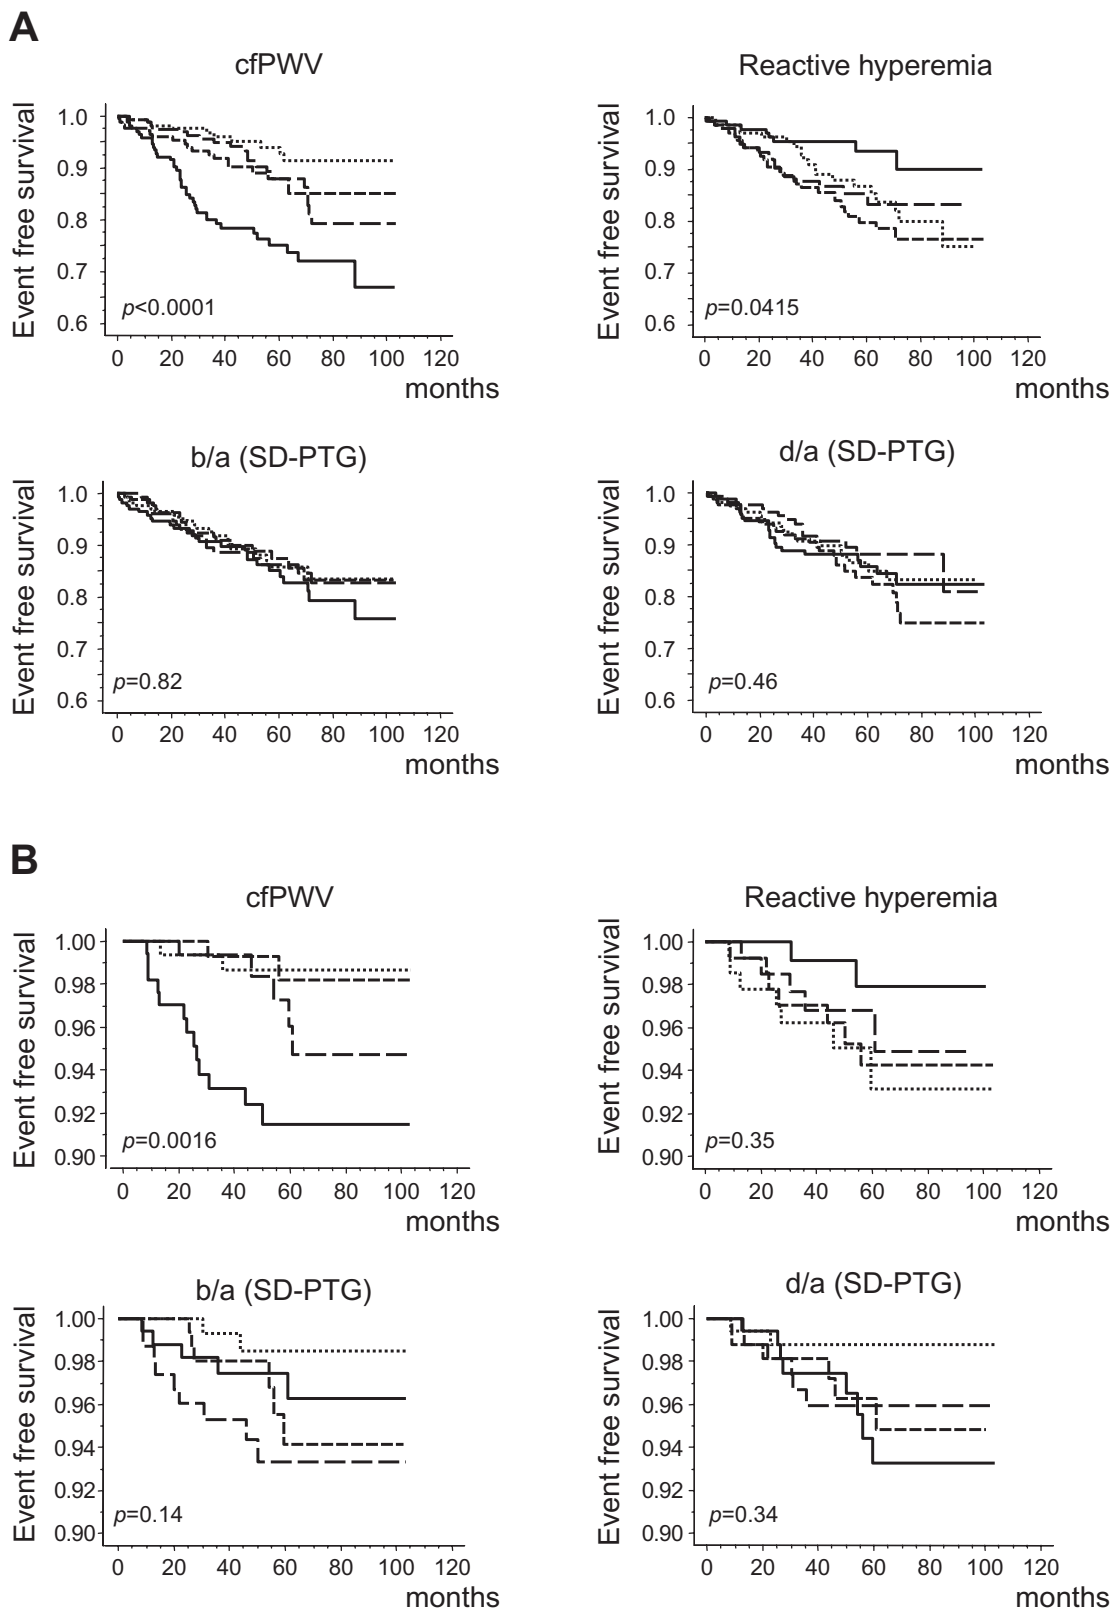 A
cfPWV
Event free survival
1.0
0.9
0.8
0.7
0.6
p<0.0001
0 20 40 60 80 100 120
months
Reactive hyperemia
Event free survival
1.0
0.9
0.8
0.7
0.6
p=0.0415
0 20 40 60 80 100 120
months
b/a (SD-PTG)
Event free survival
1.0
0.9
0.8
0.7
0.6
p=0.82
0 20 40 60 80 100 120
months
d/a (SD-PTG)
Event free survival
1.0
0.9
0.8
0.7
0.6
p=0.46
0 20 40 60 80 100 120
months
B
cfPWV
Event free survival
1.00
0.98
0.96
0.94
0.92
0.90
p=0.0016
0 20 40 60 80 100 120
months
Reactive hyperemia
Event free survival
1.00
0.98
0.96
0.94
0.92
0.90
p=0.35
0 20 40 60 80 100 120
months
b/a (SD-PTG)
Event free survival
1.00
0.98
0.96
0.94
0.92
0.90
p=0.14
0 20 40 60 80 100 120
months
d/a (SD-PTG)
Event free survival
1.00
0.98
0.96
0.94
0.92
0.90
p=0.34
0 20 40 60 80 100 120
months